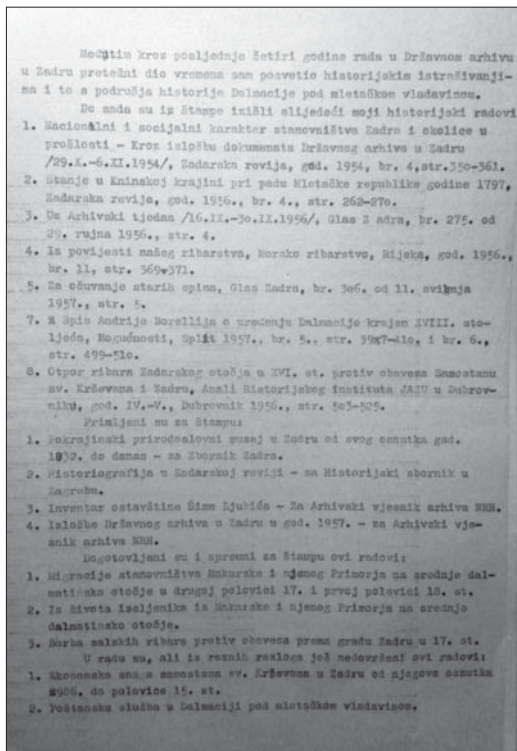 Medjutim kroz posljednje četiri godine rada u Državnom arhivu
u Zadru pretežni dio vremena sam posvetio historijskim istraživanji-
ma i to s područja historije Dalmacije pod mletačkom vladavinom.
Do sada su iz štampe izišli slijedeći moji historijski radovi
1. Nacionalni i socijalni karakter stanovništva Zadra i okolice u
prošlosti - Kroz izložbu dokumenata Državnog arhiva u Zadru
/29.X.-6.XI.1954/, Zadarska revija, god. 1954, br. 4,str.350-361.
2. Stanje u Kninskoj krajini pri padu Mletačke republike godine 1797,
Zadarska revija, god. 1956., br. 4., str. 262-270.
3. Uz Arhivski tjedan /16.IX.-30.IX.1956/, Glas Z adra, br. 275. od
29. rujna 1956., str. 4.
4. Iz povijesti našeg ribarstva, Morsko ribarstvo, Rijeka, god. 1956.,
br. 11, str. 369-371.
5. Za očuvanje starih spisa, Glas Zadra, br. 306. od 11. svibnja
1957., str. 5.
7. Spis Andrije Borellija o uređenju Dalmacije krajem XVIII. sto-
ljeća, Mogućnosti, Split 1957., br. 5., str. 397-410, i br. 6.,
str. 499-510.
8. Otpor ribara Zadarskog otočja u XVI. st. protiv obaveza Samostanu
sv. Krševana i Zadru, Anali Historijskog instituta JAZU u Dubrov-
niku, god. IV.-V., Dubrovnik 1956., str. 503-525.
Primljeni su za štampu:
1. Pokrajinski prirodoslovni muzej u Zadru od svog osnutka god.
1832. do danas - za Zbornik Zadra.
2. Historiografija u Zadarskoj reviji - za Historijski zbornik u
Zagrebu.
3. Inventar ostavštine Šime Ljubića - Za Arhivski vjesnik arhiva NRH.
4. Izložbe Državnog arhiva u Zadru u god. 1957. - za Arhivski vje-
snik arhiva NRH.
Dogotovljeni su i spremni za štampu ovi radovi:
1. Migracije stanovništva Makarske i njenog Primorja na srednje dal-
matinsko otočje u drugoj polovici 17. i prvoj polovici 18. st.
2. Iz života iseljenika iz Makarske i njenog Primorja na srednjo
dalmatinsko otočje.
3. Borba salskih ribara protiv obaveza prema gradu Zadru u 17. st.
U radu su, ali iz raznih razloga još nedovršeni ovi radovi:
1. Ekonomska snaga samostana sv. Krševana u Zadru od njegova osnutka
986. do polovice 15. st.
2. Poštanska služba u Dalmaciji pod mletačkom vladavinom.